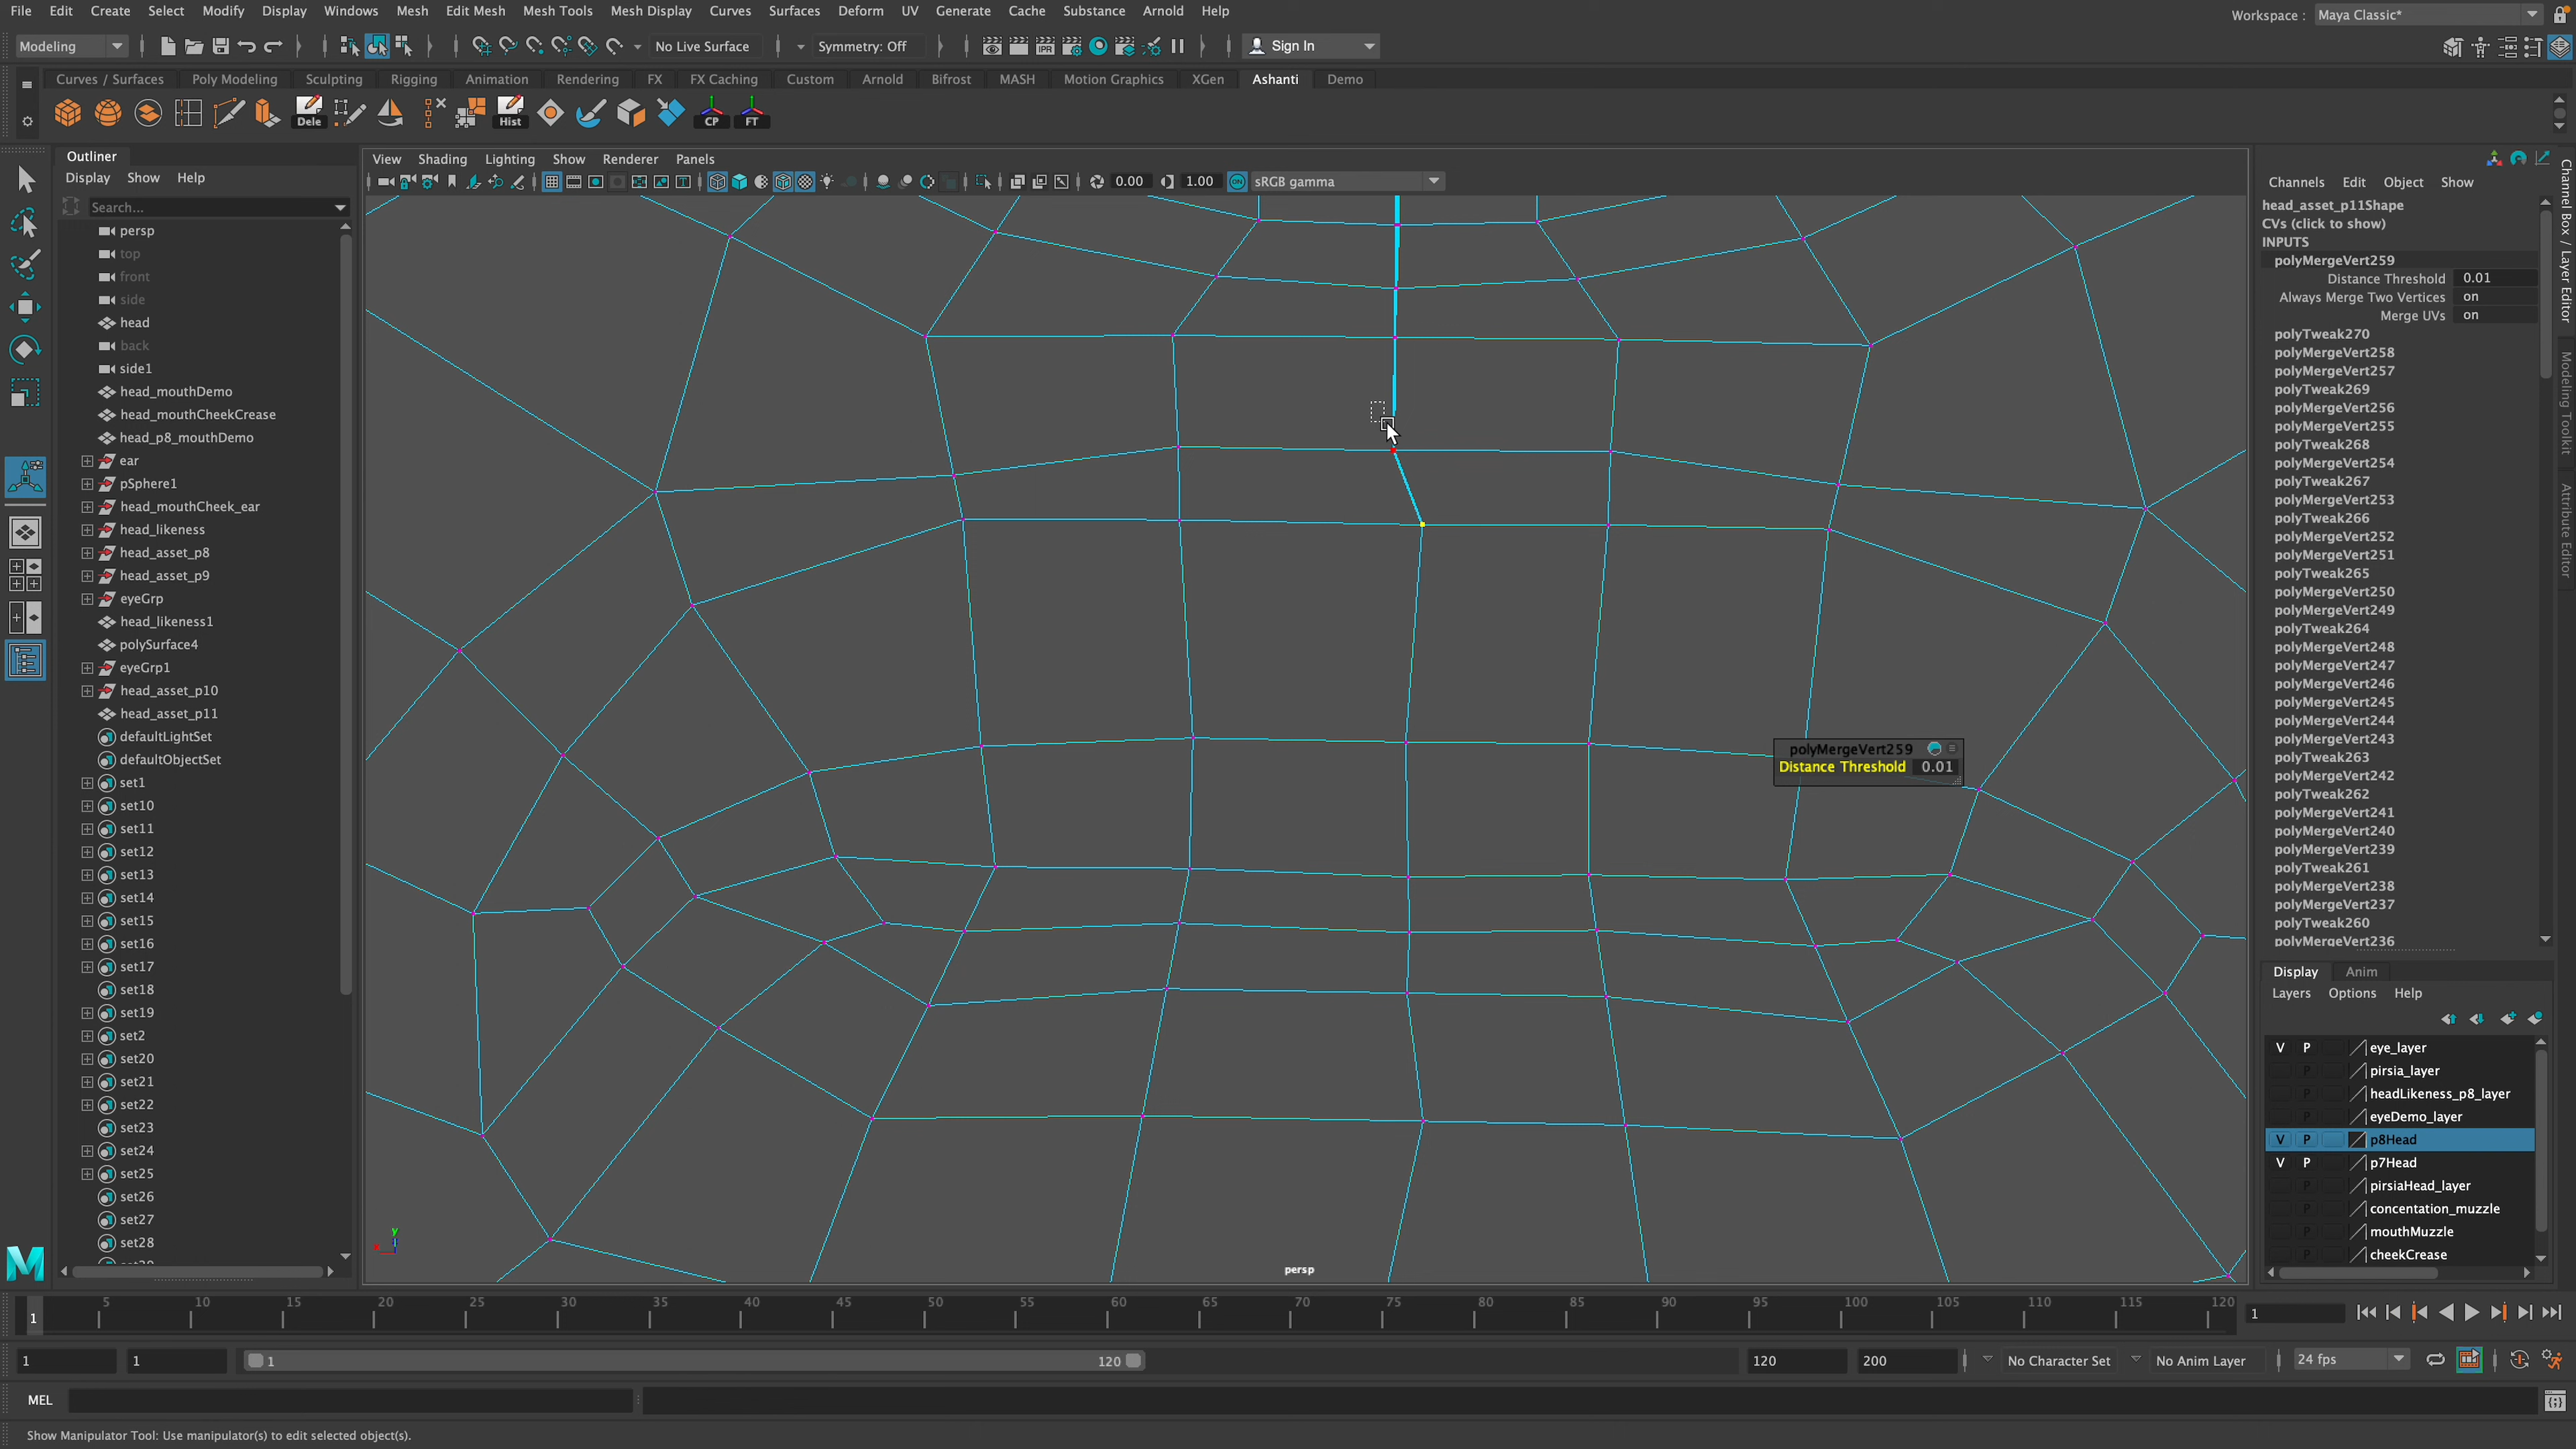 File Edit Create Select Modify Display Windows Mesh Edit Mesh Mesh Tools Mesh Display Curves Surfaces Deform UV Generate Cache Substance Arnold Help
Workspace : Maya Classic*
Modeling
No Live Surface
Symmetry: Off
IPR
Sign In
Curves / Surfaces Poly Modeling Sculpting Rigging Animation Rendering FX FX Caching Custom Arnold Bifrost MASH Motion Graphics XGen Ashanti Demo
Dele Hist CP FT
Outliner
Display Show Help
Search...
persp
top
front
side
head
back
side1
head_mouthDemo
head_mouthCheekCrease
head_p8_mouthDemo
ear
pSphere1
head_mouthCheek_ear
head_likeness
head_asset_p8
head_asset_p9
eyeGrp
head_likeness1
polySurface4
eyeGrp1
head_asset_p10
head_asset_p11
defaultLightSet
defaultObjectSet
set1
set10
set11
set12
set13
set14
set15
set16
set17
set18
set19
set2
set20
set21
set22
set23
set24
set25
set26
set27
set28
View Shading Lighting Show Renderer Panels
0.00 1.00 ON sRGB gamma
polyMergeVert259
Distance Threshold 0.01
persp
y
x
Channels Edit Object Show
head_asset_p11Shape
CVs (click to show)
INPUTS
polyMergeVert259
Distance Threshold 0.01
Always Merge Two Vertices on
Merge UVs on
polyTweak270
polyMergeVert258
polyMergeVert257
polyTweak269
polyMergeVert256
polyMergeVert255
polyTweak268
polyMergeVert254
polyTweak267
polyMergeVert253
polyTweak266
polyMergeVert252
polyMergeVert251
polyTweak265
polyMergeVert250
polyMergeVert249
polyTweak264
polyMergeVert248
polyMergeVert247
polyMergeVert246
polyMergeVert245
polyMergeVert244
polyMergeVert243
polyTweak263
polyMergeVert242
polyTweak262
polyMergeVert241
polyMergeVert240
polyMergeVert239
polyTweak261
polyMergeVert238
polyMergeVert237
polyTweak260
polyMergeVert236
Channel Box / Layer Editor
Modeling Toolkit
Attribute Editor
Display Anim
Layers Options Help
V P eye_layer
P pirsia_layer
P headLikeness_p8_layer
P eyeDemo_layer
V P p8Head
V P p7Head
P pirsiaHead_layer
P concentation_muzzle
P mouthMuzzle
P cheekCrease
1 5 10 15 20 25 30 35 40 45 50 55 60 65 70 75 80 85 90 95 100 105 110 115 120
1
1 1 1 120 120 200 No Character Set No Anim Layer 24 fps
MEL
Show Manipulator Tool: Use manipulator(s) to edit selected object(s).